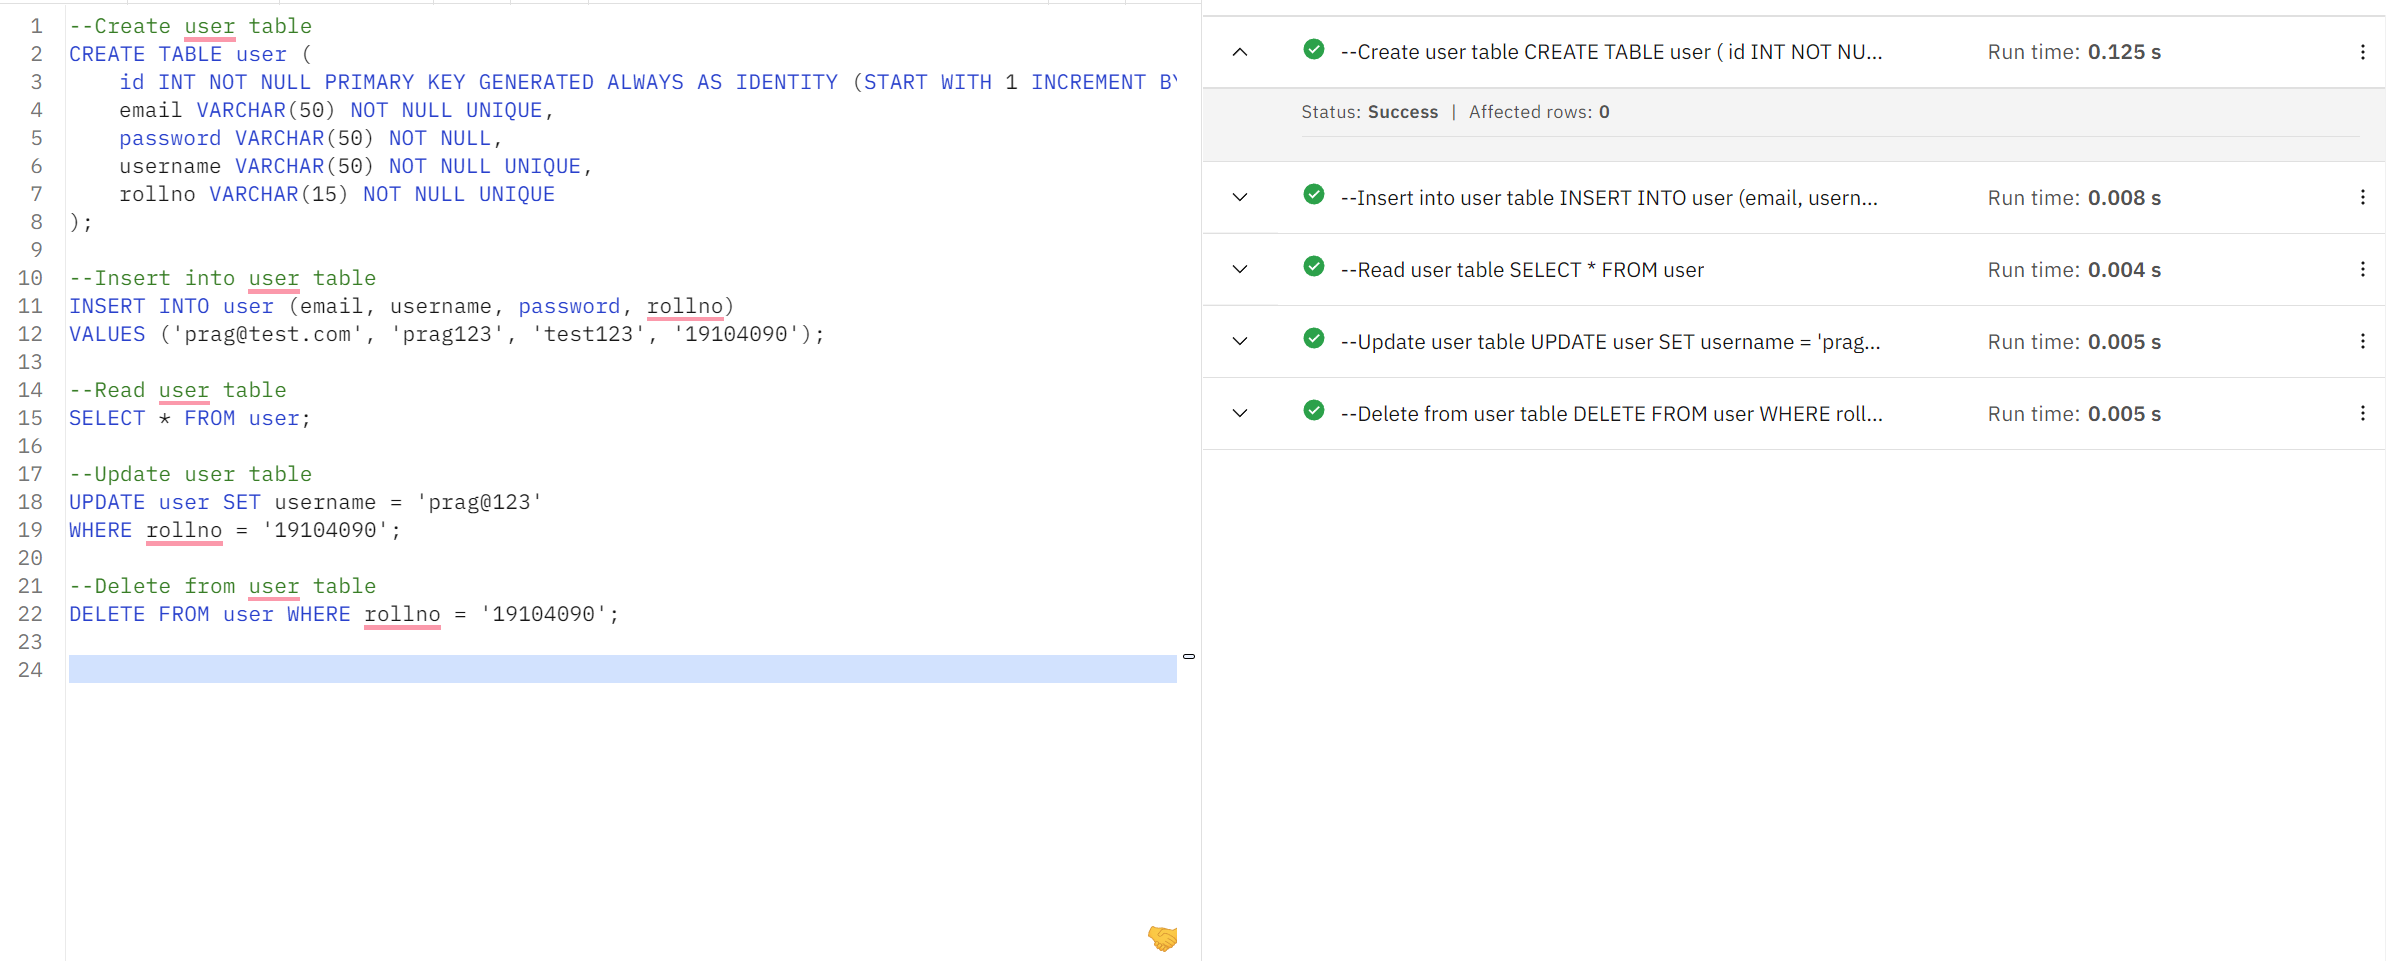 1 --Create user table
2 CREATE TABLE user (
3 id INT NOT NULL PRIMARY KEY GENERATED ALWAYS AS IDENTITY (START WITH 1 INCREMENT BY
4 email VARCHAR(50) NOT NULL UNIQUE,
5 password VARCHAR(50) NOT NULL,
6 username VARCHAR(50) NOT NULL UNIQUE,
7 rollno VARCHAR(15) NOT NULL UNIQUE
8 );
9
10 --Insert into user table
11 INSERT INTO user (email, username, password, rollno)
12 VALUES ('prag@test.com', 'prag123', 'test123', '19104090');
13
14 --Read user table
15 SELECT * FROM user;
16
17 --Update user table
18 UPDATE user SET username = 'prag@123'
19 WHERE rollno = '19104090';
20
21 --Delete from user table
22 DELETE FROM user WHERE rollno = '19104090';
23
24
--Create user table CREATE TABLE user ( id INT NOT NU... Run time: 0.125 s
Status: Success | Affected rows: 0
--Insert into user table INSERT INTO user (email, usern... Run time: 0.008 s
--Read user table SELECT * FROM user Run time: 0.004 s
--Update user table UPDATE user SET username = 'prag... Run time: 0.005 s
--Delete from user table DELETE FROM user WHERE roll... Run time: 0.005 s